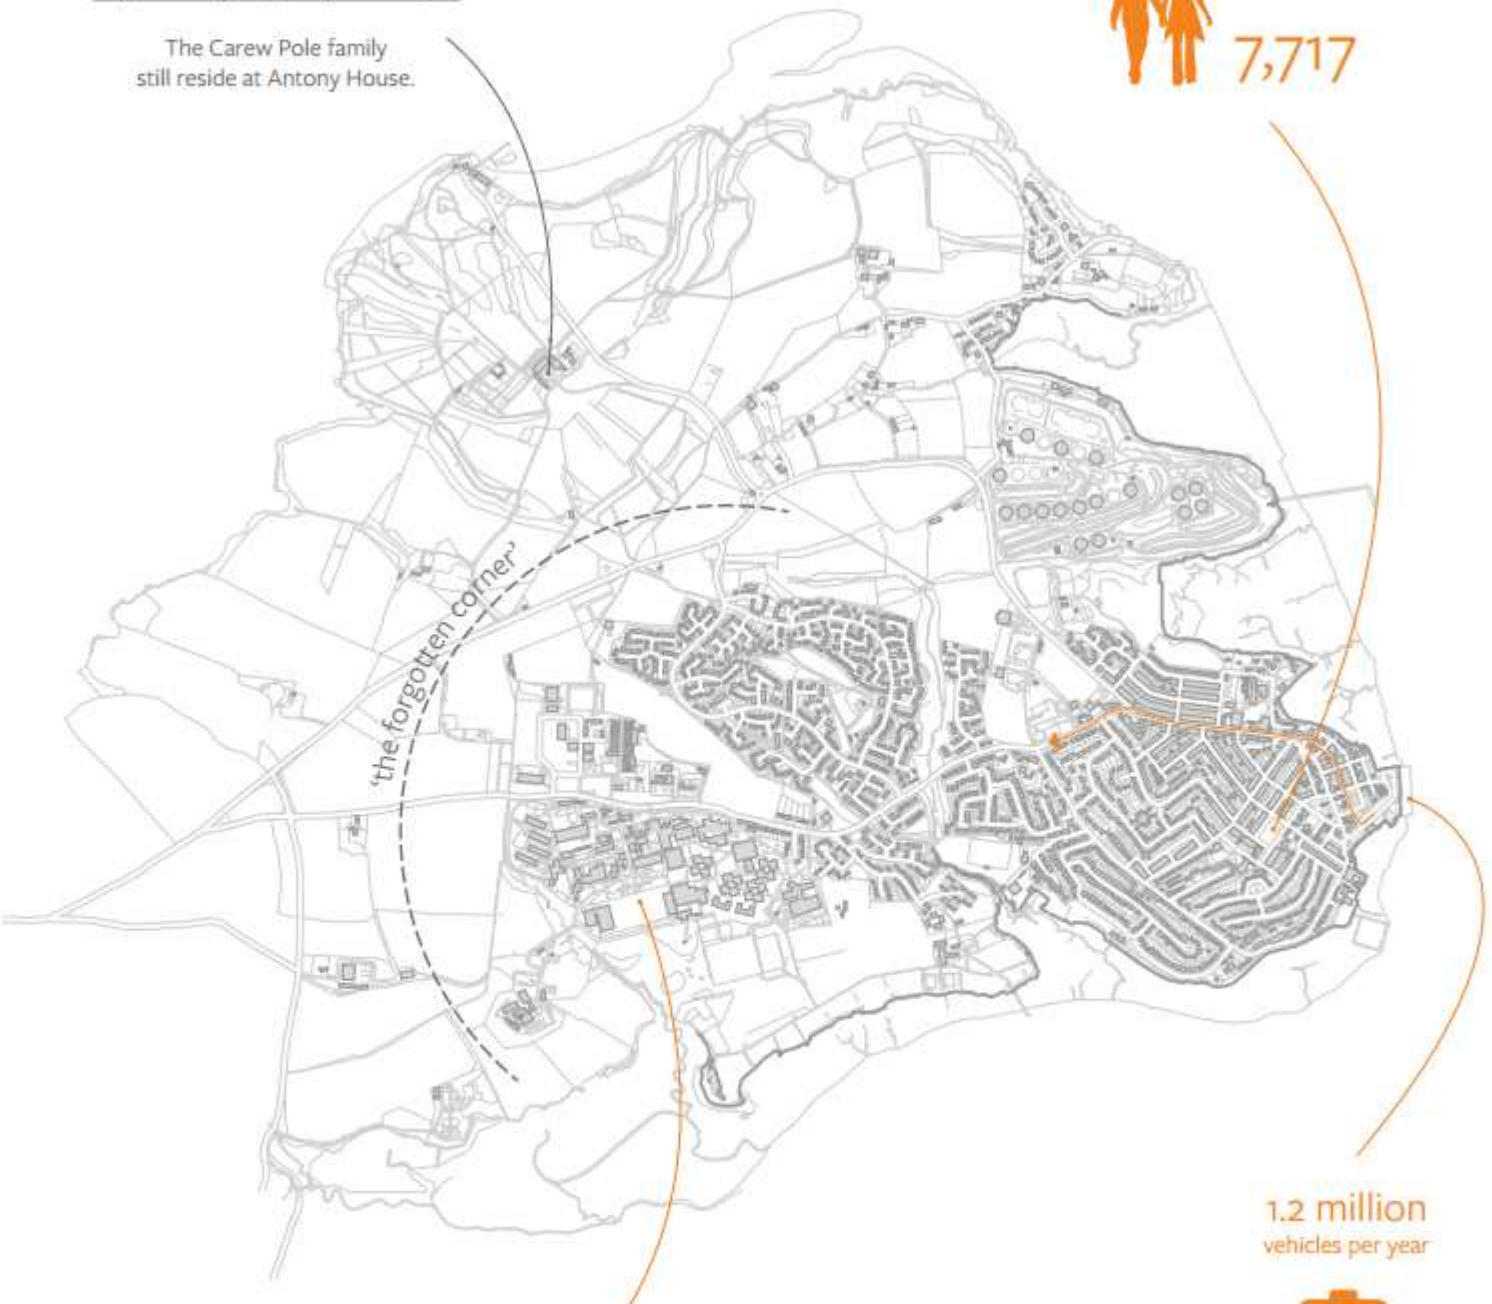 The Carew Pole family
still reside at Antony House.
7,717
'the forgotten corner'
1.2 million
vehicles per year